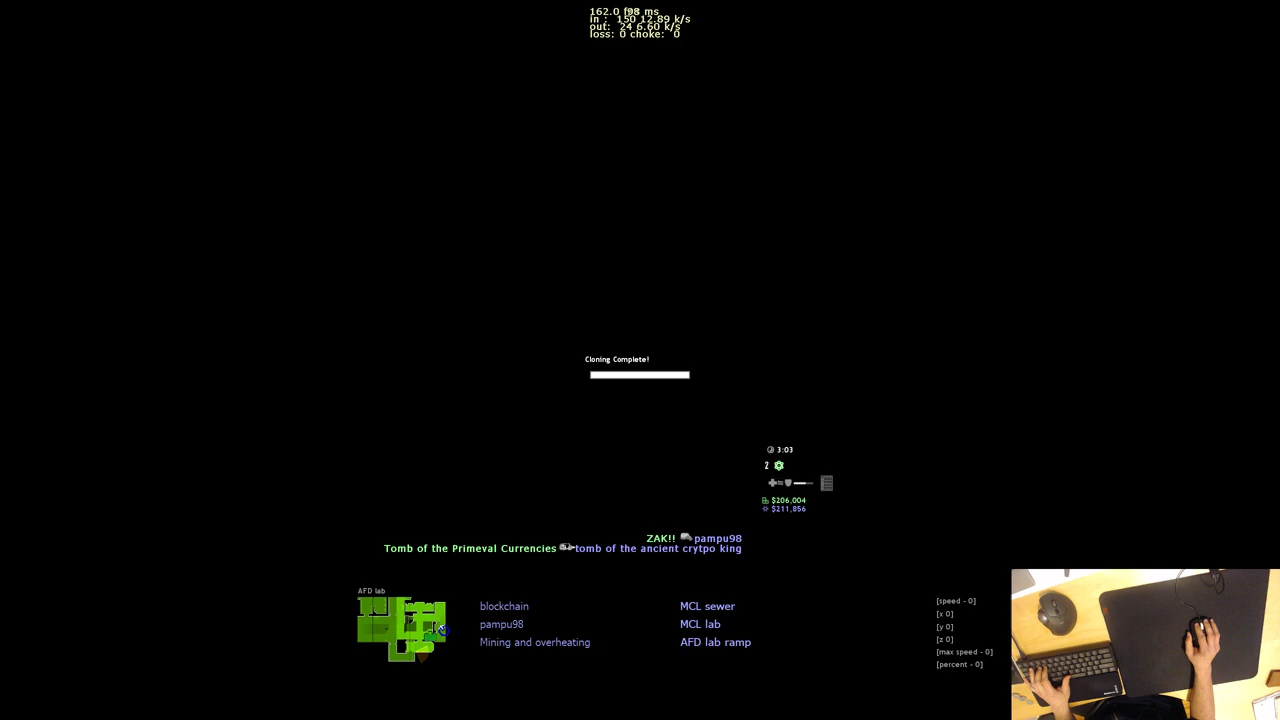 162.0 f98 ms
in : 150 12.89 k/s
out: 24 6.60 k/s
loss: 0 choke: 0
Cloning Complete!
3:03
2
$206,004
$211,856
ZAK!! pampu98
Tomb of the Primeval Currencies tomb of the ancient crytpo king
AFD lab
blockchain MCL sewer
pampu98 MCL lab
Mining and overheating AFD lab ramp
[speed - 0]
[x 0]
[y 0]
[z 0]
[max speed - 0]
[percent - 0]